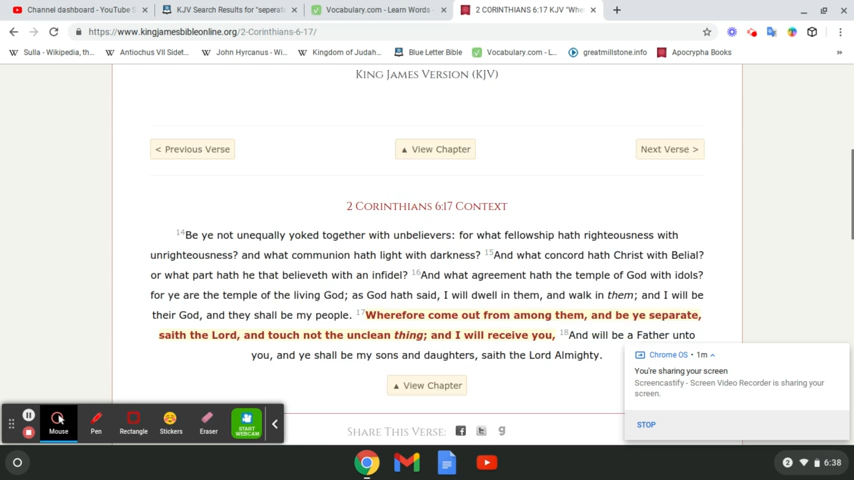 Channel dashboard - YouTube S
KJV Search Results for "seperate
Vocabulary.com - Learn Words -
2 CORINTHIANS 6:17 KJV "Whe
https://www.kingjamesbibleonline.org/2-Corinthians-6-17/
Sulla - Wikipedia, th...
Antiochus VII Sidet...
John Hyrcanus - Wi...
Kingdom of Judah...
Blue Letter Bible
Vocabulary.com - L...
greatmillstone.info
Apocrypha Books
»
King James Version (KJV)
< Previous Verse
▲ View Chapter
Next Verse >
2 Corinthians 6:17 Context
14Be ye not unequally yoked together with unbelievers: for what fellowship hath righteousness with
unrighteousness? and what communion hath light with darkness? 15And what concord hath Christ with Belial?
or what part hath he that believeth with an infidel? 16And what agreement hath the temple of God with idols?
for ye are the temple of the living God; as God hath said, I will dwell in them, and walk in them; and I will be
their God, and they shall be my people. 17Wherefore come out from among them, and be ye separate,
saith the Lord, and touch not the unclean thing; and I will receive you, 18And will be a Father unto
you, and ye shall be my sons and daughters, saith the Lord Almighty.
▲ View Chapter
Share This Verse:
Chrome OS • 1m
You're sharing your screen
Screencastify - Screen Video Recorder is sharing your
screen.
STOP
Mouse
Pen
Rectangle
Stickers
Eraser
START
WEBCAM
2
6:38